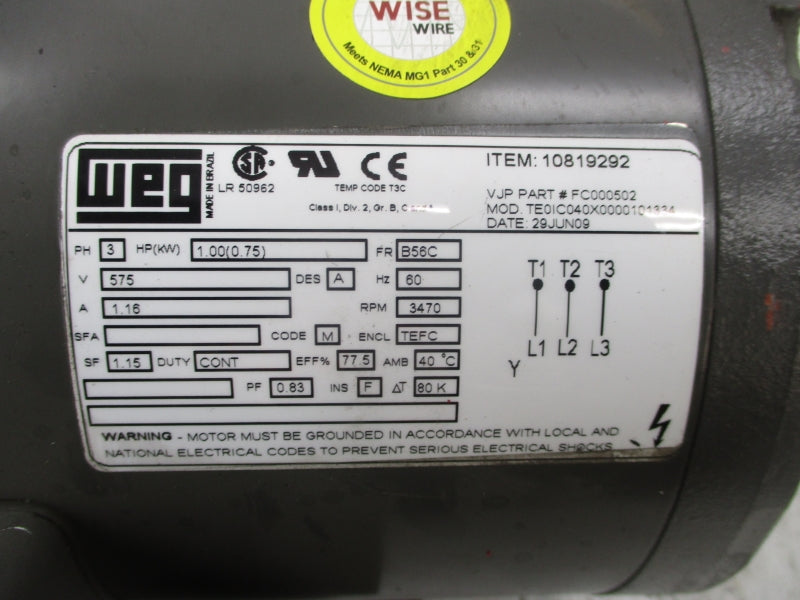 WISE
WIRE
Meets NEMA MG1 Part 30 & 31
WEG
MADE IN BRAZIL
LR 50962
TEMP CODE T3C
Class I, Div. 2, Gr. B, C and
ITEM: 10819292
VJP PART # FC000502
MOD. TE0IC040X0000101334
DATE: 29JUN09
PH 3 HP(KW) 1.00(0.75) FR B56C
V 575 DES A Hz 60
A 1.16 RPM 3470
SFA CODE M ENCL TEFC
SF 1.15 DUTY CONT EFF% 77.5 AMB 40 °C
PF 0.83 INS F ΔT 80 K
T1 T2 T3
L1 L2 L3
Y
WARNING - MOTOR MUST BE GROUNDED IN ACCORDANCE WITH LOCAL AND
NATIONAL ELECTRICAL CODES TO PREVENT SERIOUS ELECTRICAL SHOCKS